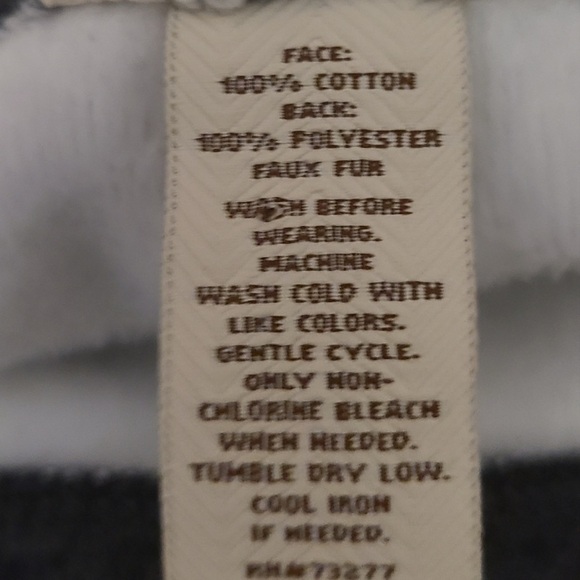 FACE:
100% COTTON
BACK:
100% POLYESTER
FAUX FUR
WASH BEFORE
WEARING.
MACHINE
WASH COLD WITH
LIKE COLORS.
GENTLE CYCLE.
ONLY NON-
CHLORINE BLEACH
WHEN NEEDED.
TUMBLE DRY LOW.
COOL IRON
IF NEEDED.
RN#73277